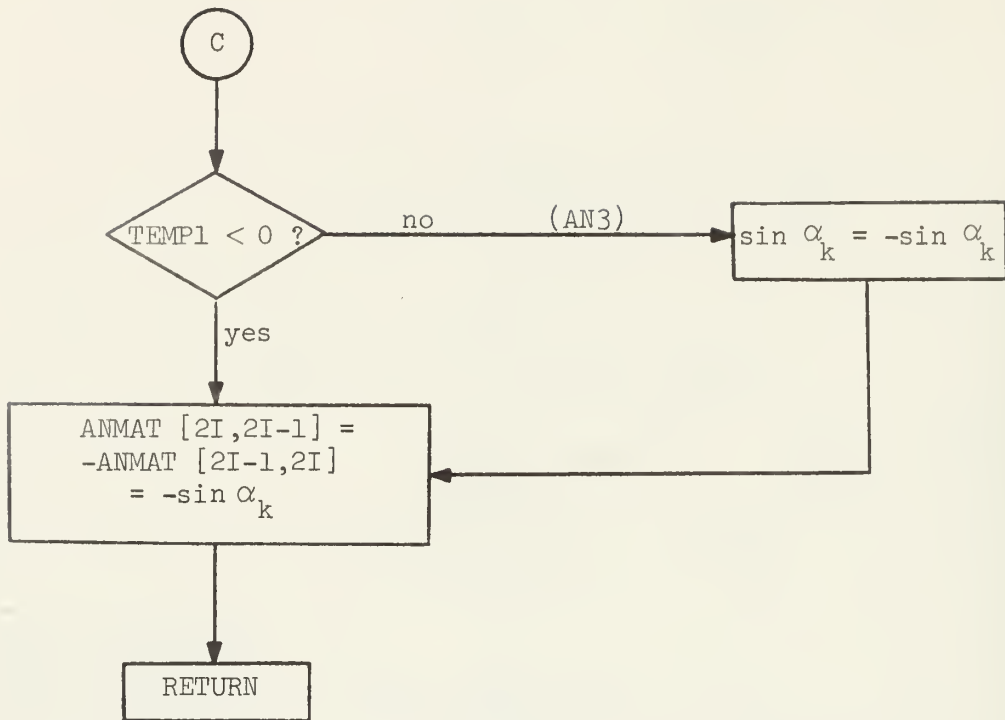 C
TEMP1 < 0 ?
no
(AN3)
sin α_k = -sin α_k
yes
ANMAT [2I,2I-1] =
-ANMAT [2I-1,2I]
= -sin α_k
RETURN